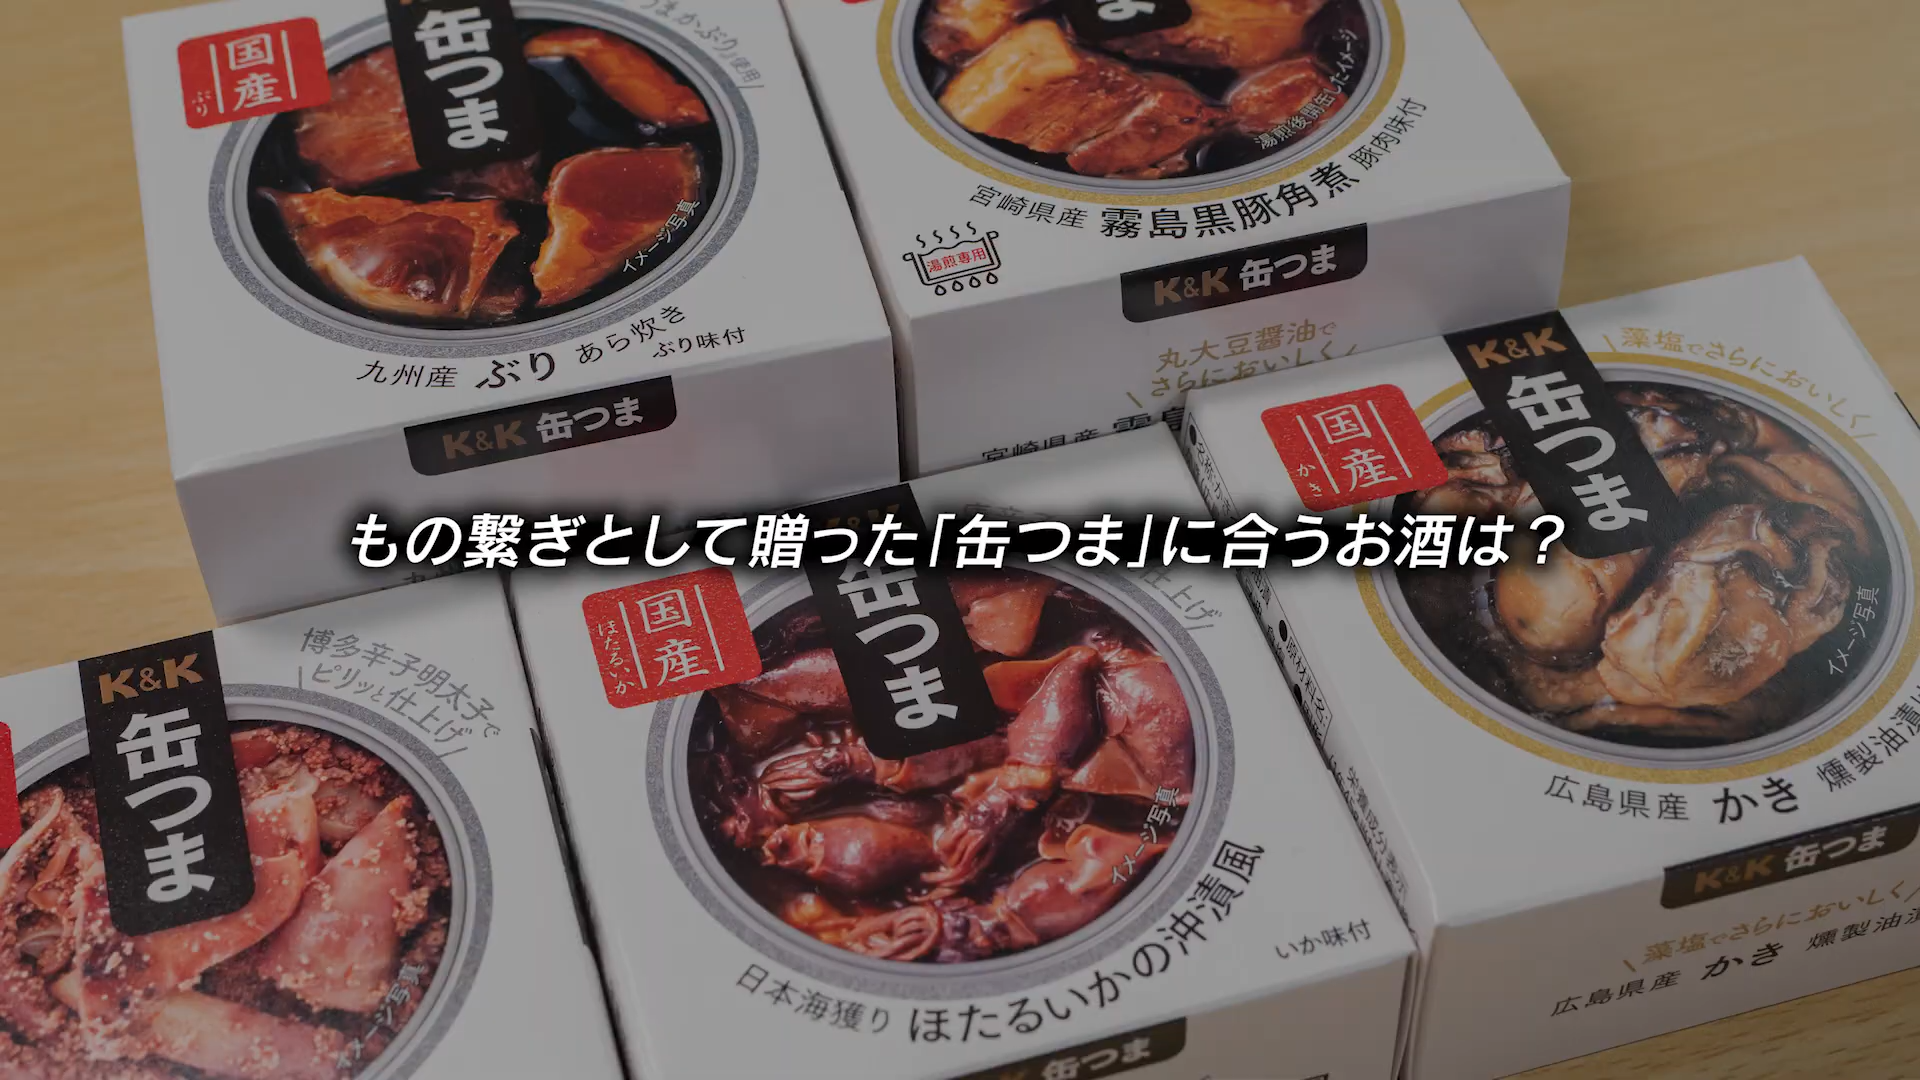 もの繋ぎとして贈った「缶つま」に合うお酒は？
国産
ぶり
缶つま
イメージ写真
九州産 ぶり あら炊き
ぶり味付
K&K 缶つま
湯煎後開缶したイメージ
宮崎県産 霧島黒豚角煮 豚肉味付
湯煎専用
K&K 缶つま
丸大豆醤油で
さらにおいしく
宮崎県産
K&K
缶つま
藻塩でさらにおいしく
国産
かき
イメージ写真
広島県産 かき 燻製油漬
K&K 缶つま
藻塩でさらにおいしく
広島県産 かき 燻製油漬
K&K
缶つま
博多辛子明太子で
ピリッと仕上げ
イメージ写真
国産
ほたるいか
缶つま
仕上げ
イメージ写真
日本海獲り ほたるいかの沖漬風
いか味付
缶つま